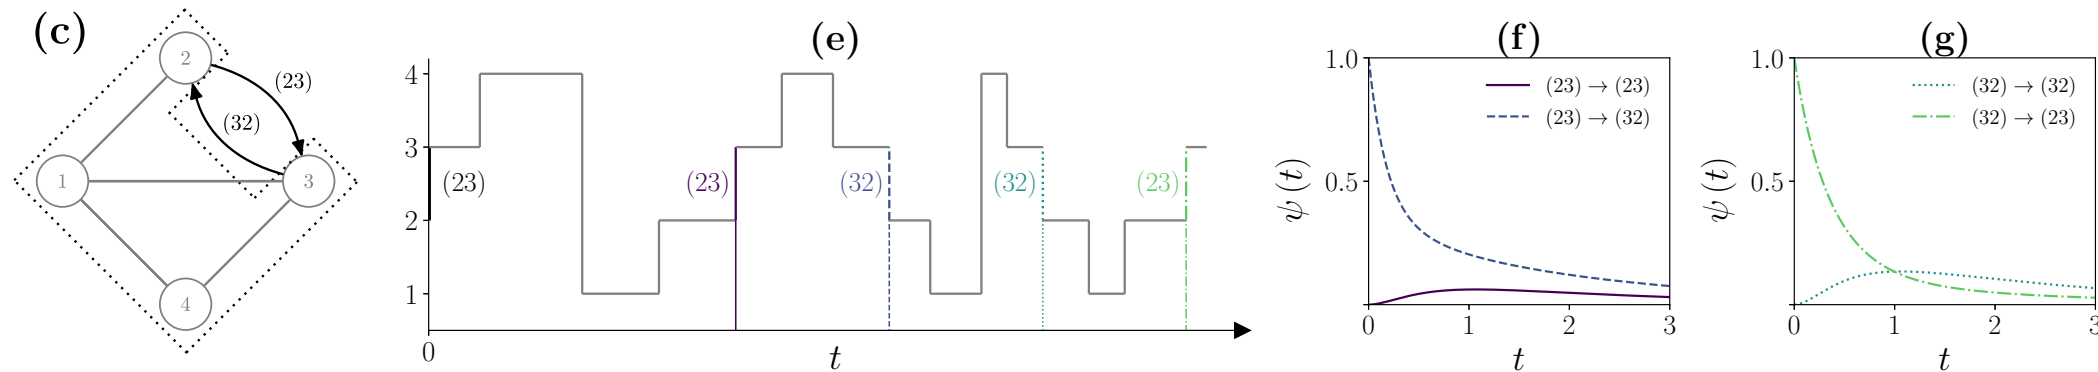 (c)
2
(23)
(32)
1
3
4
(e)
4
3
2
1
(23)
(23)
(32)
(32)
(23)
0
t
(f)
1.0
0.5
ψ (t)
(23) → (23)
(23) → (32)
0 1 2 3
t
(g)
1.0
0.5
ψ (t)
(32) → (32)
(32) → (23)
0 1 2 3
t